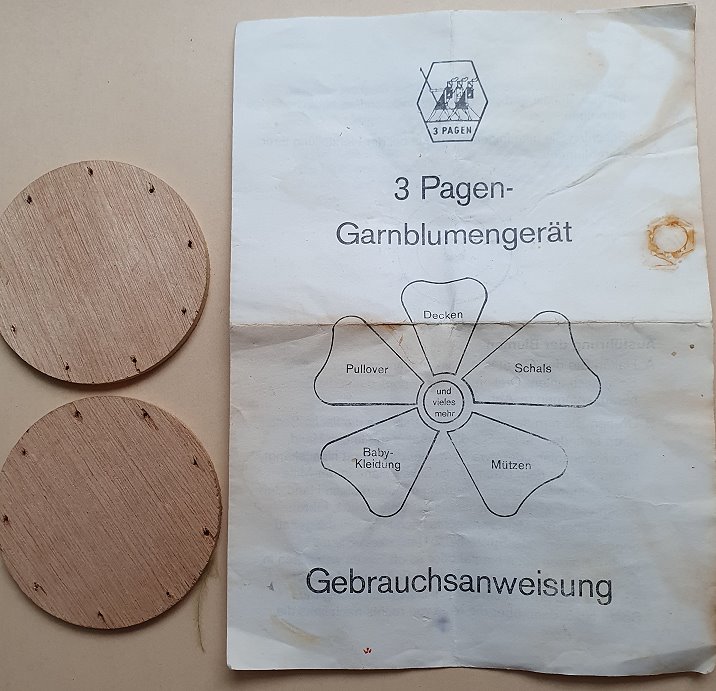 3 PAGEN
3 Pagen-
Garnblumengerät
Decken
Pullover
Schals
und
vieles
mehr
Baby-
Kleidung
Mützen
Gebrauchsanweisung